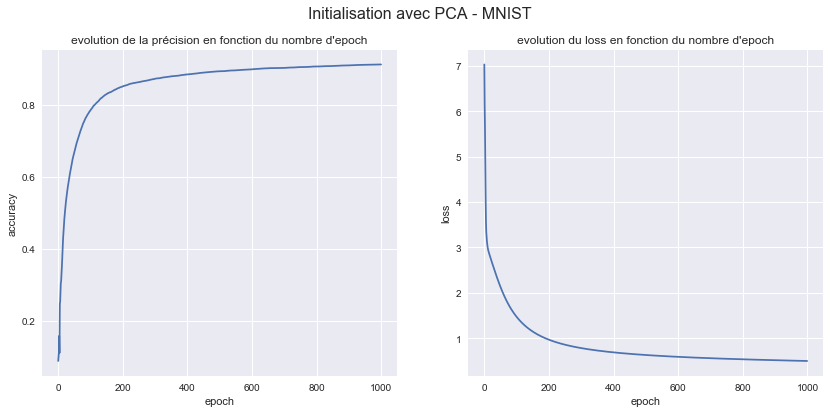 Initialisation avec PCA - MNIST
evolution de la précision en fonction du nombre d'epoch
accuracy
0.8
0.6
0.4
0.2
0 200 400 600 800 1000
epoch
evolution du loss en fonction du nombre d'epoch
loss
7
6
5
4
3
2
1
0 200 400 600 800 1000
epoch